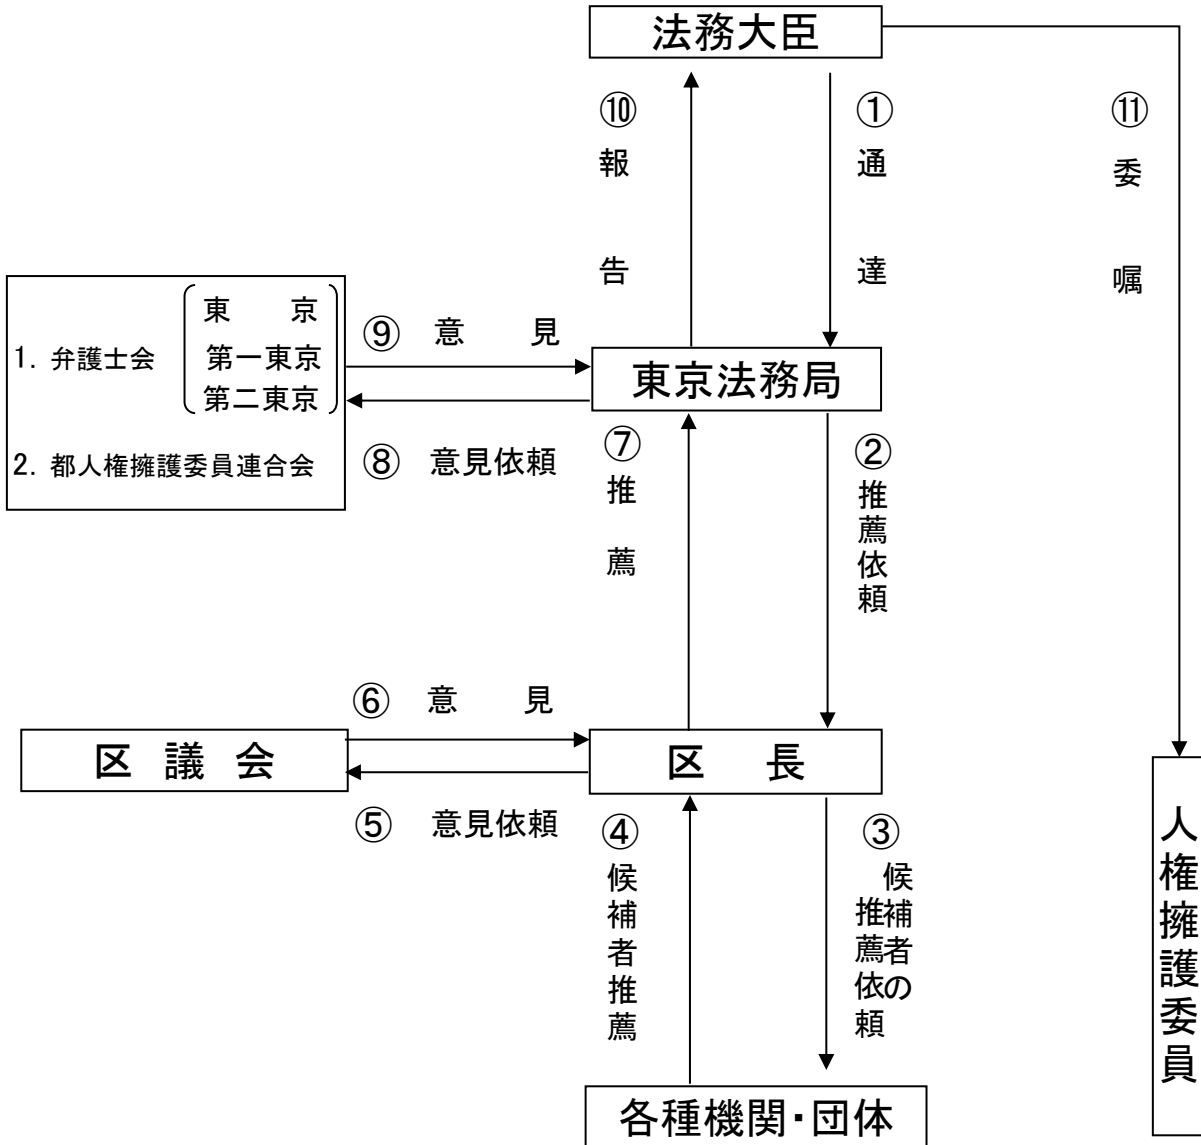 法務大臣
⑩ 報告
① 通達
⑪ 委嘱
1. 弁護士会
東京
第一東京
第二東京
2. 都人権擁護委員連合会
⑨ 意見
⑧ 意見依頼
東京法務局
⑦ 推薦
② 推薦依頼
⑥ 意見
区議会
区長
⑤ 意見依頼
④ 候補者推薦
③ 候補者の
推薦依頼
人権擁護委員
各種機関・団体